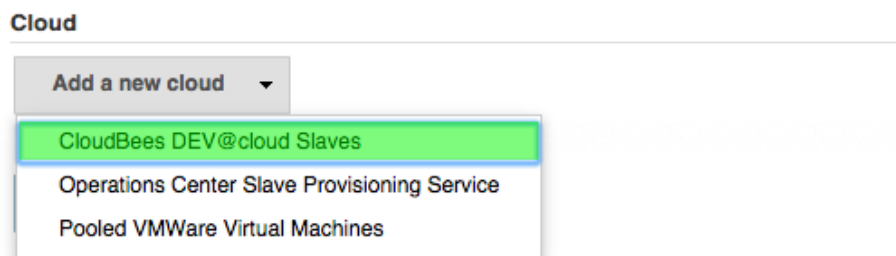 Cloud
Add a new cloud
CloudBees DEV@cloud Slaves
Operations Center Slave Provisioning Service
Pooled VMWare Virtual Machines